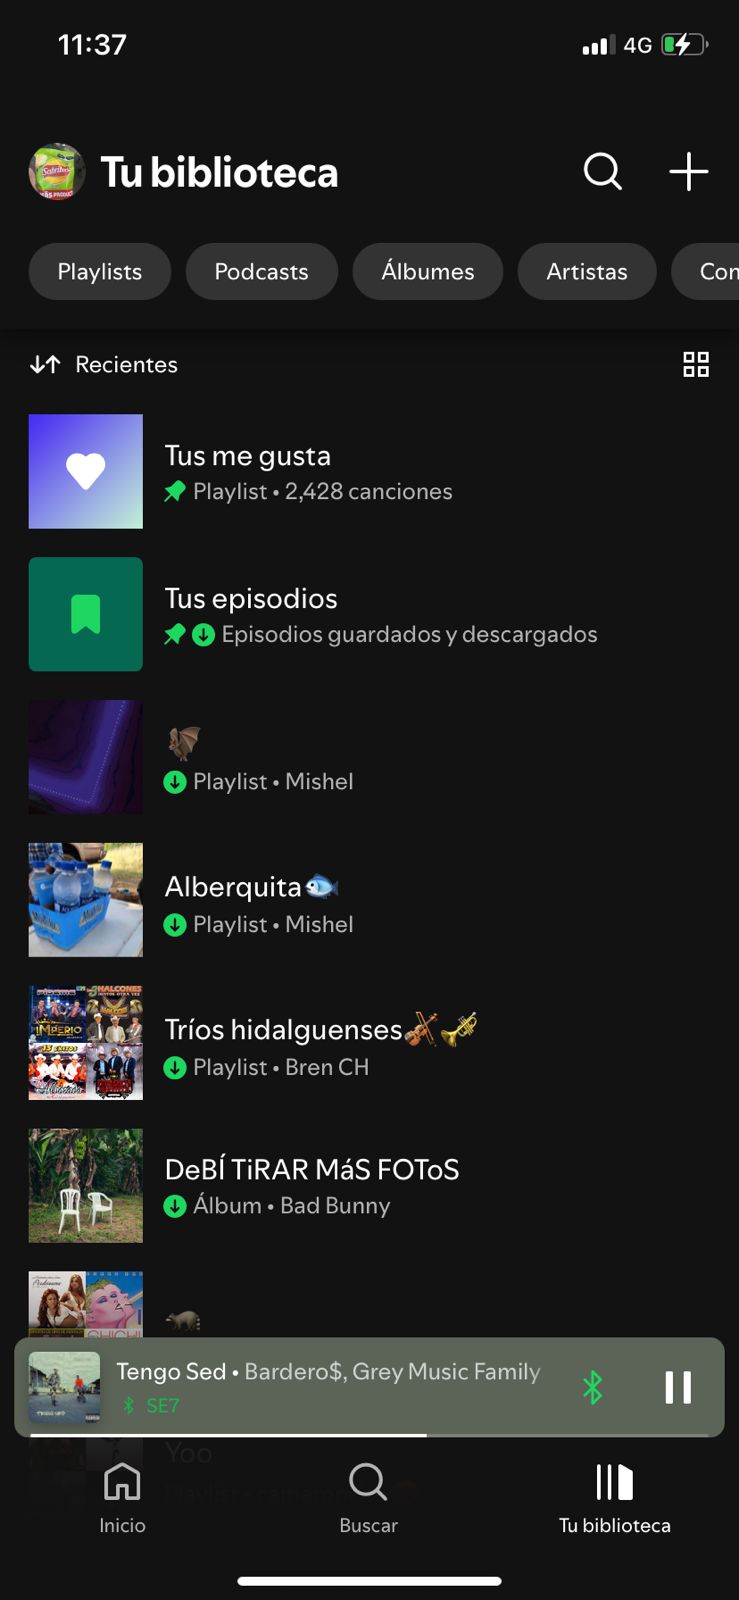 11:37
4G
Tu biblioteca
Playlists
Podcasts
Álbumes
Artistas
Recientes
Tus me gusta
Playlist • 2,428 canciones
Tus episodios
Episodios guardados y descargados
🦇
Playlist • Mishel
Alberquita🐟
Playlist • Mishel
Tríos hidalguenses🎻🎺
Playlist • Bren CH
DeBÍ TiRAR MáS FOToS
Álbum • Bad Bunny
🦝
Tengo Sed • Bardero$, Grey Music Family
SE7
Yoo
Inicio
Buscar
Tu biblioteca